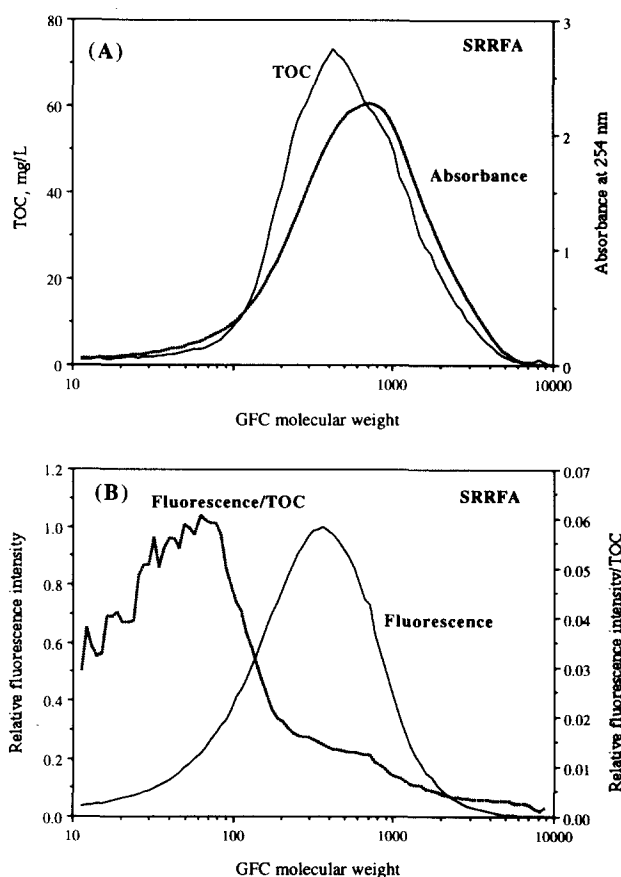 (A)
SRRFA
TOC
Absorbance
TOC, mg/L
80
60
40
20
0
Absorbance at 254 nm
3
2
1
0
10
100
1000
10000
GFC molecular weight
(B)
SRRFA
Fluorescence/TOC
Fluorescence
Relative fluorescence intensity
1.2
1.0
0.8
0.6
0.4
0.2
0.0
Relative fluorescence intensity/TOC
0.07
0.06
0.05
0.04
0.03
0.02
0.01
0.00
10
100
1000
10000
GFC molecular weight